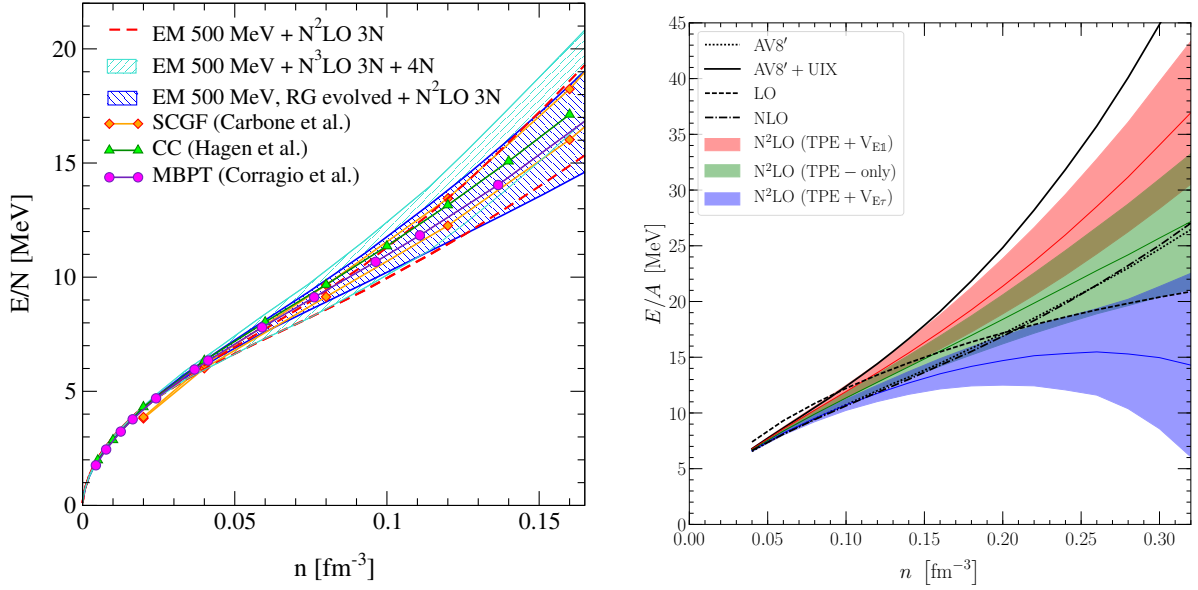 EM 500 MeV + N²LO 3N
EM 500 MeV + N³LO 3N + 4N
EM 500 MeV, RG evolved + N²LO 3N
SCGF (Carbone et al.)
CC (Hagen et al.)
MBPT (Corragio et al.)
20
15
10
5
0
E/N [MeV]
0
0.05
0.1
0.15
n [fm⁻³]
AV8′
AV8′ + UIX
LO
NLO
N²LO (TPE + V_E𝟙)
N²LO (TPE − only)
N²LO (TPE + V_Eτ)
45
40
35
30
25
20
15
10
5
0
E/A [MeV]
0.00
0.05
0.10
0.15
0.20
0.25
0.30
n [fm⁻³]